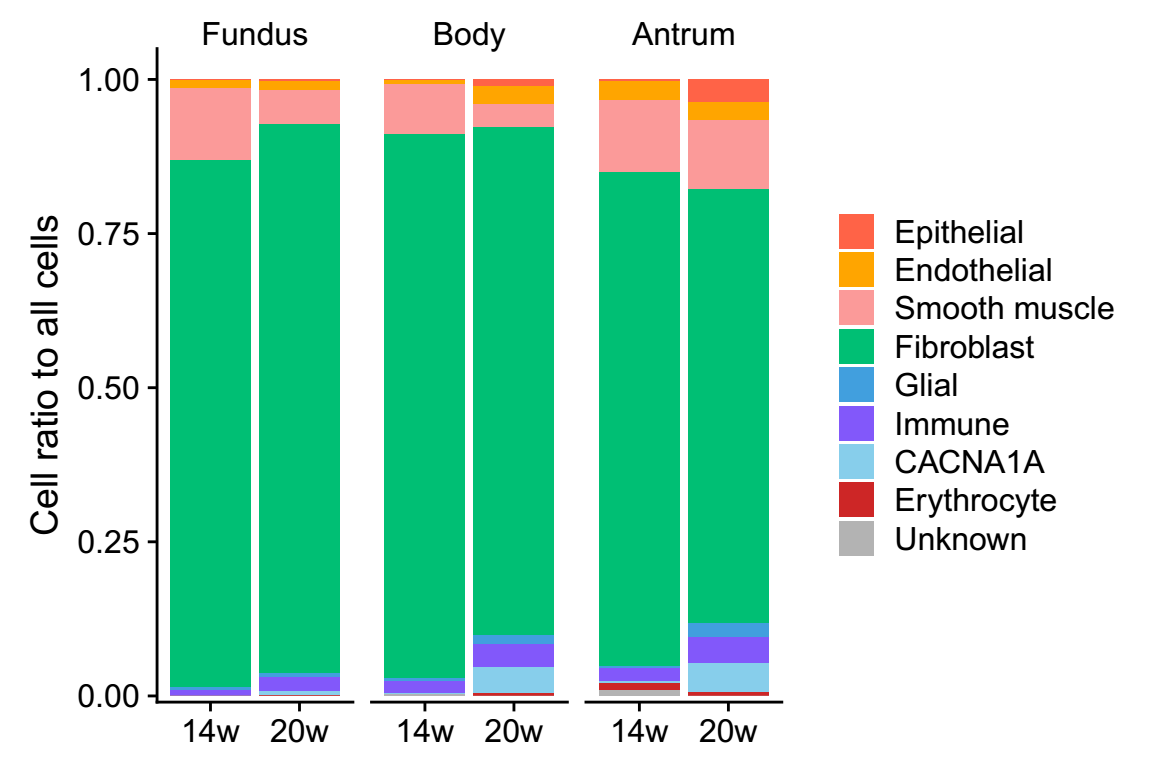 Fundus Body Antrum
Cell ratio to all cells
1.00
0.75
0.50
0.25
0.00
14w 20w 14w 20w 14w 20w
Epithelial
Endothelial
Smooth muscle
Fibroblast
Glial
Immune
CACNA1A
Erythrocyte
Unknown